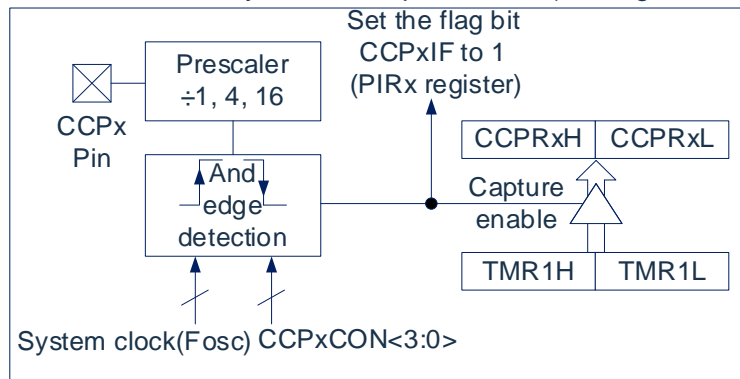 Set the flag bit
CCPxIF to 1
(PIRx register)
Prescaler
÷1, 4, 16
CCPx
Pin
And
edge
detection
CCPRxH CCPRxL
Capture
enable
TMR1H TMR1L
System clock(Fosc) CCPxCON<3:0>